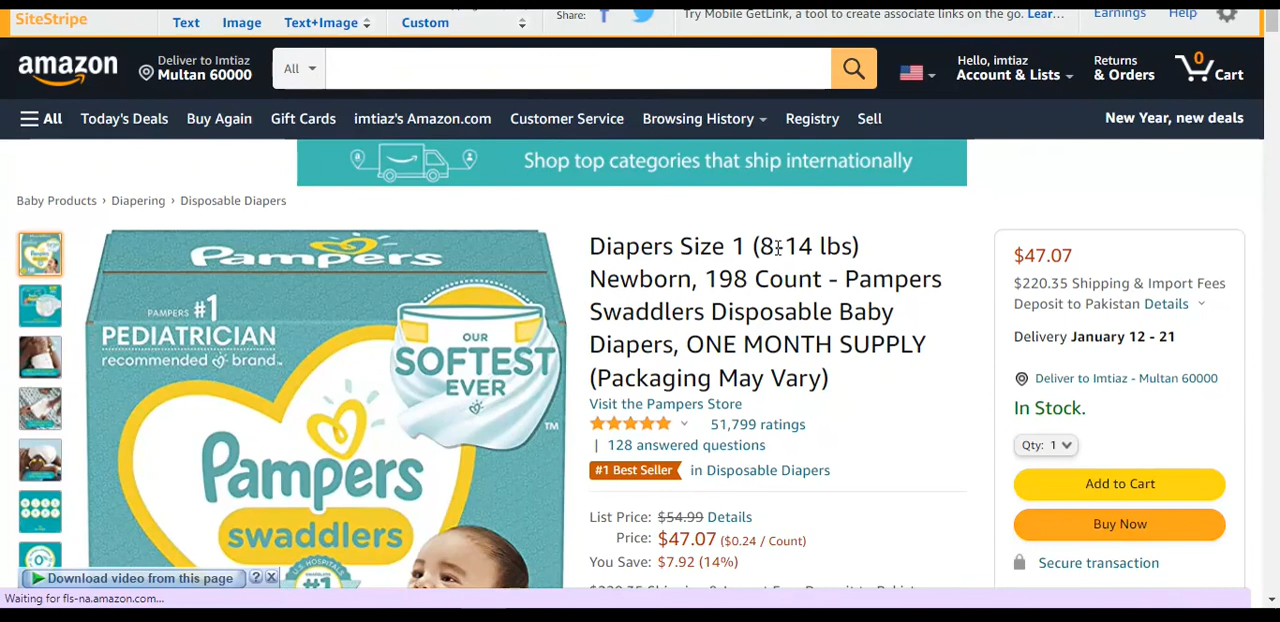 SiteStripe
Text Image Text+Image Custom
Share:
Try Mobile GetLink, a tool to create associate links on the go. Lear...
Earnings Help
amazon
Deliver to Imtiaz
Multan 60000
All
Hello, imtiaz
Account & Lists
Returns
& Orders
0
Cart
All Today's Deals Buy Again Gift Cards imtiaz's Amazon.com Customer Service Browsing History Registry Sell
New Year, new deals
Shop top categories that ship internationally
Baby Products › Diapering › Disposable Diapers
Pampers
PAMPERS #1
PEDIATRICIAN
recommended brand
OUR
SOFTEST
EVER
TM
Pampers
swaddlers
U.S. HOSPITALS
#1
Diapers Size 1 (8-14 lbs)
Newborn, 198 Count - Pampers
Swaddlers Disposable Baby
Diapers, ONE MONTH SUPPLY
(Packaging May Vary)
Visit the Pampers Store
51,799 ratings
| 128 answered questions
#1 Best Seller in Disposable Diapers
List Price: $54.99 Details
Price: $47.07 ($0.24 / Count)
You Save: $7.92 (14%)
$47.07
$220.35 Shipping & Import Fees
Deposit to Pakistan Details
Delivery January 12 - 21
Deliver to Imtiaz - Multan 60000
In Stock.
Qty: 1
Add to Cart
Buy Now
Secure transaction
Download video from this page ? X
Waiting for fls-na.amazon.com...